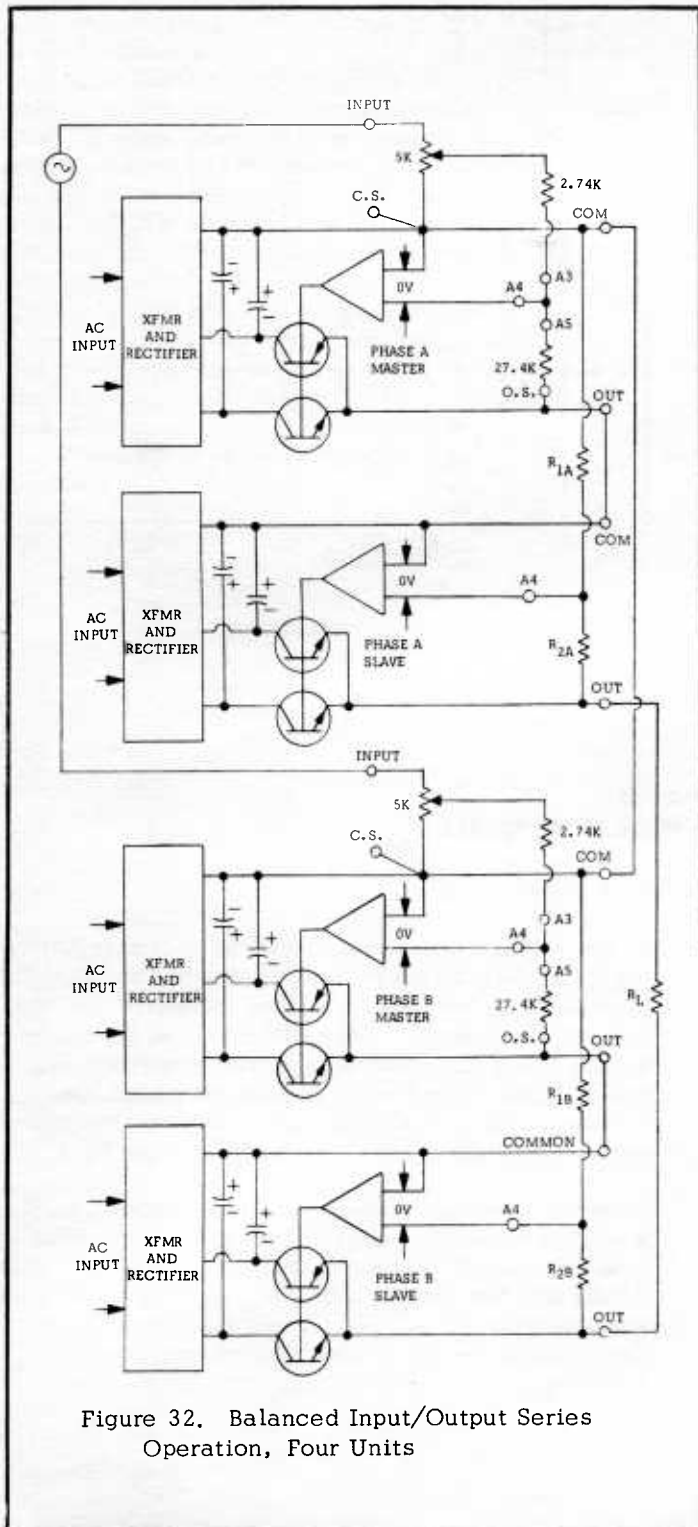 INPUT
5K
2.74K
C.S.
COM
XFMR
AND
RECTIFIER
AC
INPUT
0V
A4
A3
A5
PHASE A
MASTER
27.4K
O.S.
OUT
R1A
COM
XFMR
AND
RECTIFIER
AC
INPUT
0V
A4
PHASE A
SLAVE
R2A
OUT
INPUT
5K
2.74K
C.S.
COM
XFMR
AND
RECTIFIER
AC
INPUT
0V
A4
A3
A5
PHASE B
MASTER
27.4K
O.S.
RL
OUT
R1B
COMMON
XFMR
AND
RECTIFIER
AC
INPUT
0V
A4
PHASE B
SLAVE
R2B
OUT
Figure 32. Balanced Input/Output Series
Operation, Four Units